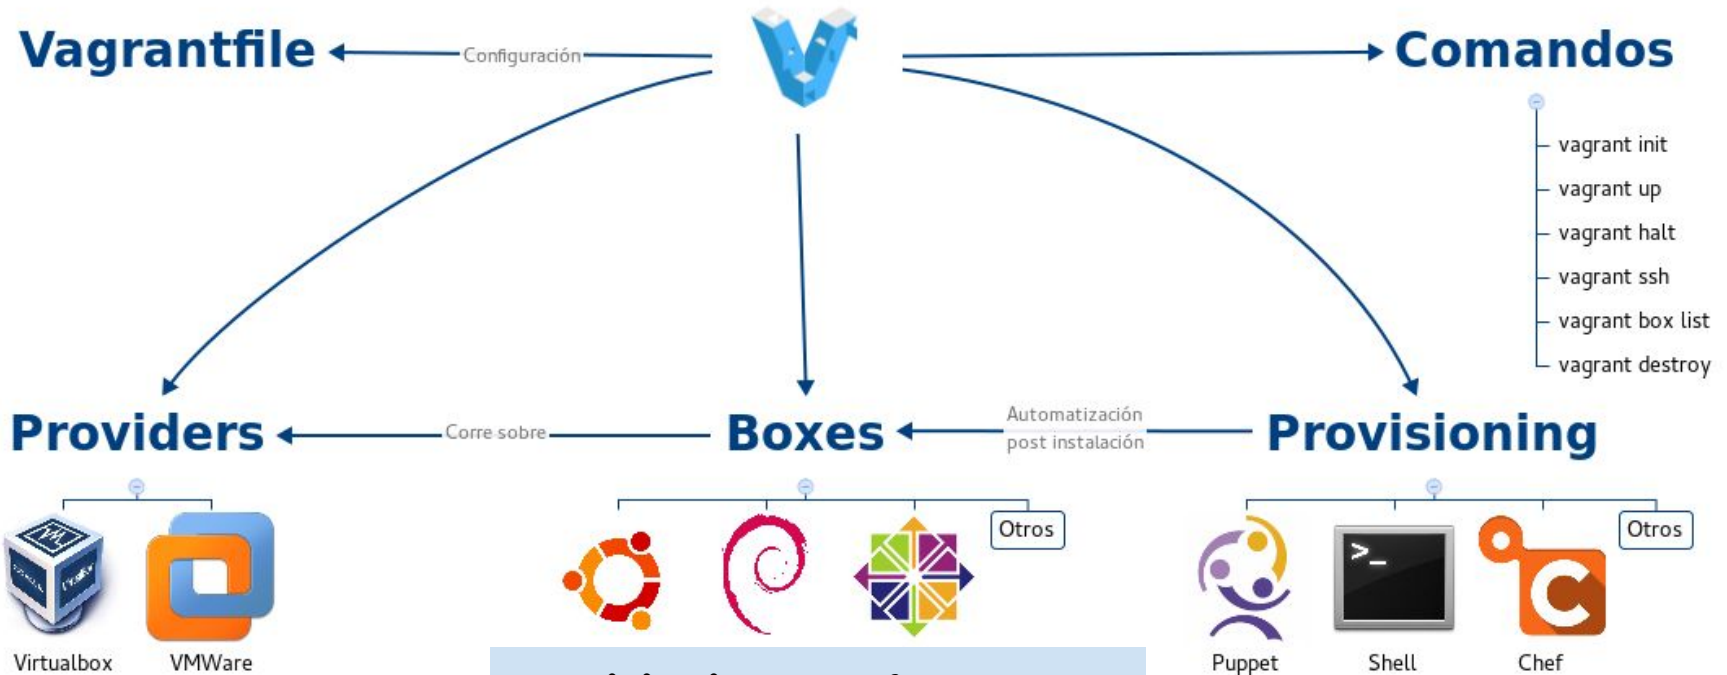 Vagrantfile
Configuración
Comandos
vagrant init
vagrant up
vagrant halt
vagrant ssh
vagrant box list
vagrant destroy
Providers
Corre sobre
Boxes
Automatización
post instalación
Provisioning
Otros
Otros
Virtualbox
VMWare
Puppet
Shell
Chef